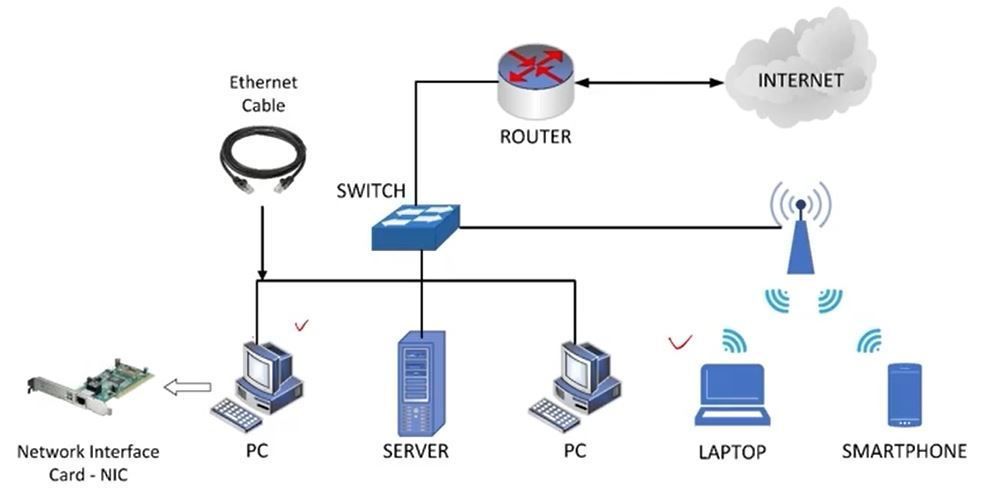 Ethernet
Cable
ROUTER
INTERNET
SWITCH
Network Interface
Card - NIC
PC
SERVER
PC
LAPTOP
SMARTPHONE